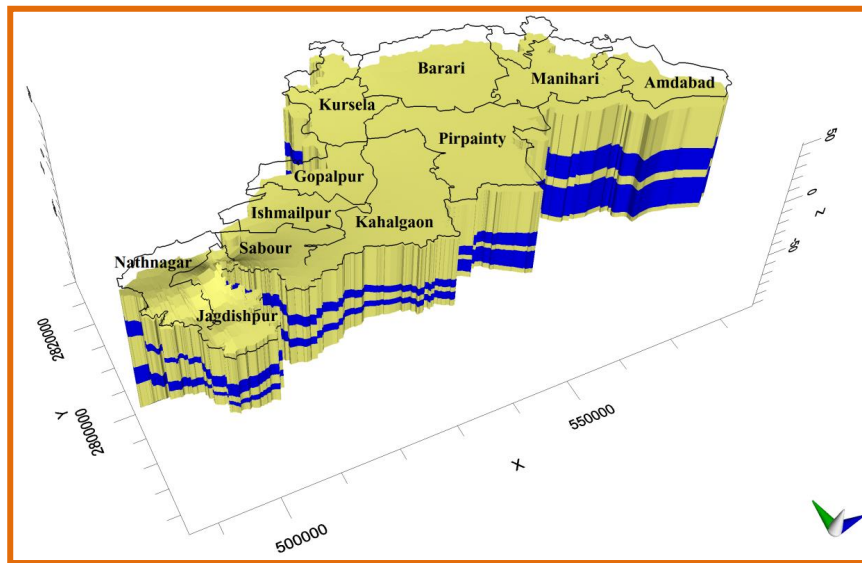 Barari
Manihari
Amdabad
Kursela
Pirpainty
Gopalpur
Ishmailpur
Kahalgaon
Sabour
Nathnagar
Jagdishpur
50
0
Z
-50
2820000
Y
2800000
550000
X
500000